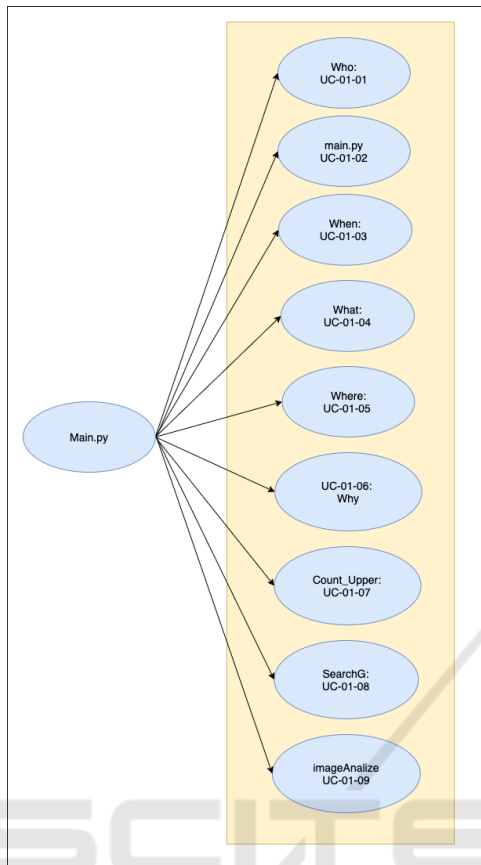 Who:
UC-01-01
main.py
UC-01-02
When:
UC-01-03
What:
UC-01-04
Where:
UC-01-05
Main.py
UC-01-06:
Why
Count_Upper:
UC-01-07
SearchG:
UC-01-08
imageAnalize
UC-01-09
SCITE